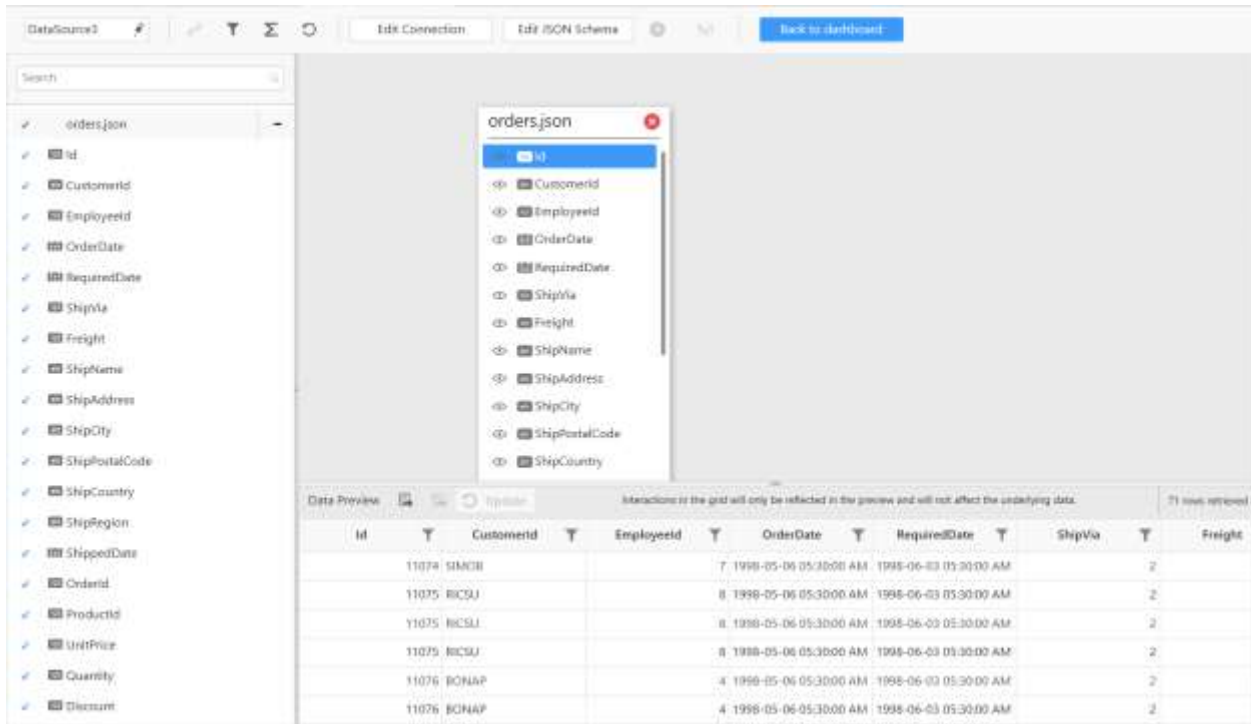 DataSource3
Edit Connection
Edit JSON Schema
Back to dashboard
Search
orders.json
Id
CustomerId
EmployeeId
OrderDate
RequiredDate
ShipVia
Freight
ShipName
ShipAddress
ShipCity
ShipPostalCode
ShipCountry
ShipRegion
ShippedDate
OrderId
ProductId
UnitPrice
Quantity
Discount
orders.json
Id
CustomerId
EmployeeId
OrderDate
RequiredDate
ShipVia
Freight
ShipName
ShipAddress
ShipCity
ShipPostalCode
ShipCountry
Data Preview Update Interactions in the grid will only be reflected in the preview and will not affect the underlying data. 71 rows retrieved
Id CustomerId EmployeeId OrderDate RequiredDate ShipVia Freight
11074 SIMOB 7 1998-05-06 05:30:00 AM 1998-06-03 05:30:00 AM 2
11075 RICSU 8 1998-05-06 05:30:00 AM 1998-06-03 05:30:00 AM 2
11075 RICSU 8 1998-05-06 05:30:00 AM 1998-06-03 05:30:00 AM 2
11075 RICSU 8 1998-05-06 05:30:00 AM 1998-06-03 05:30:00 AM 2
11076 BONAP 4 1998-05-06 05:30:00 AM 1998-06-03 05:30:00 AM 2
11076 BONAP 4 1998-05-06 05:30:00 AM 1998-06-03 05:30:00 AM 2